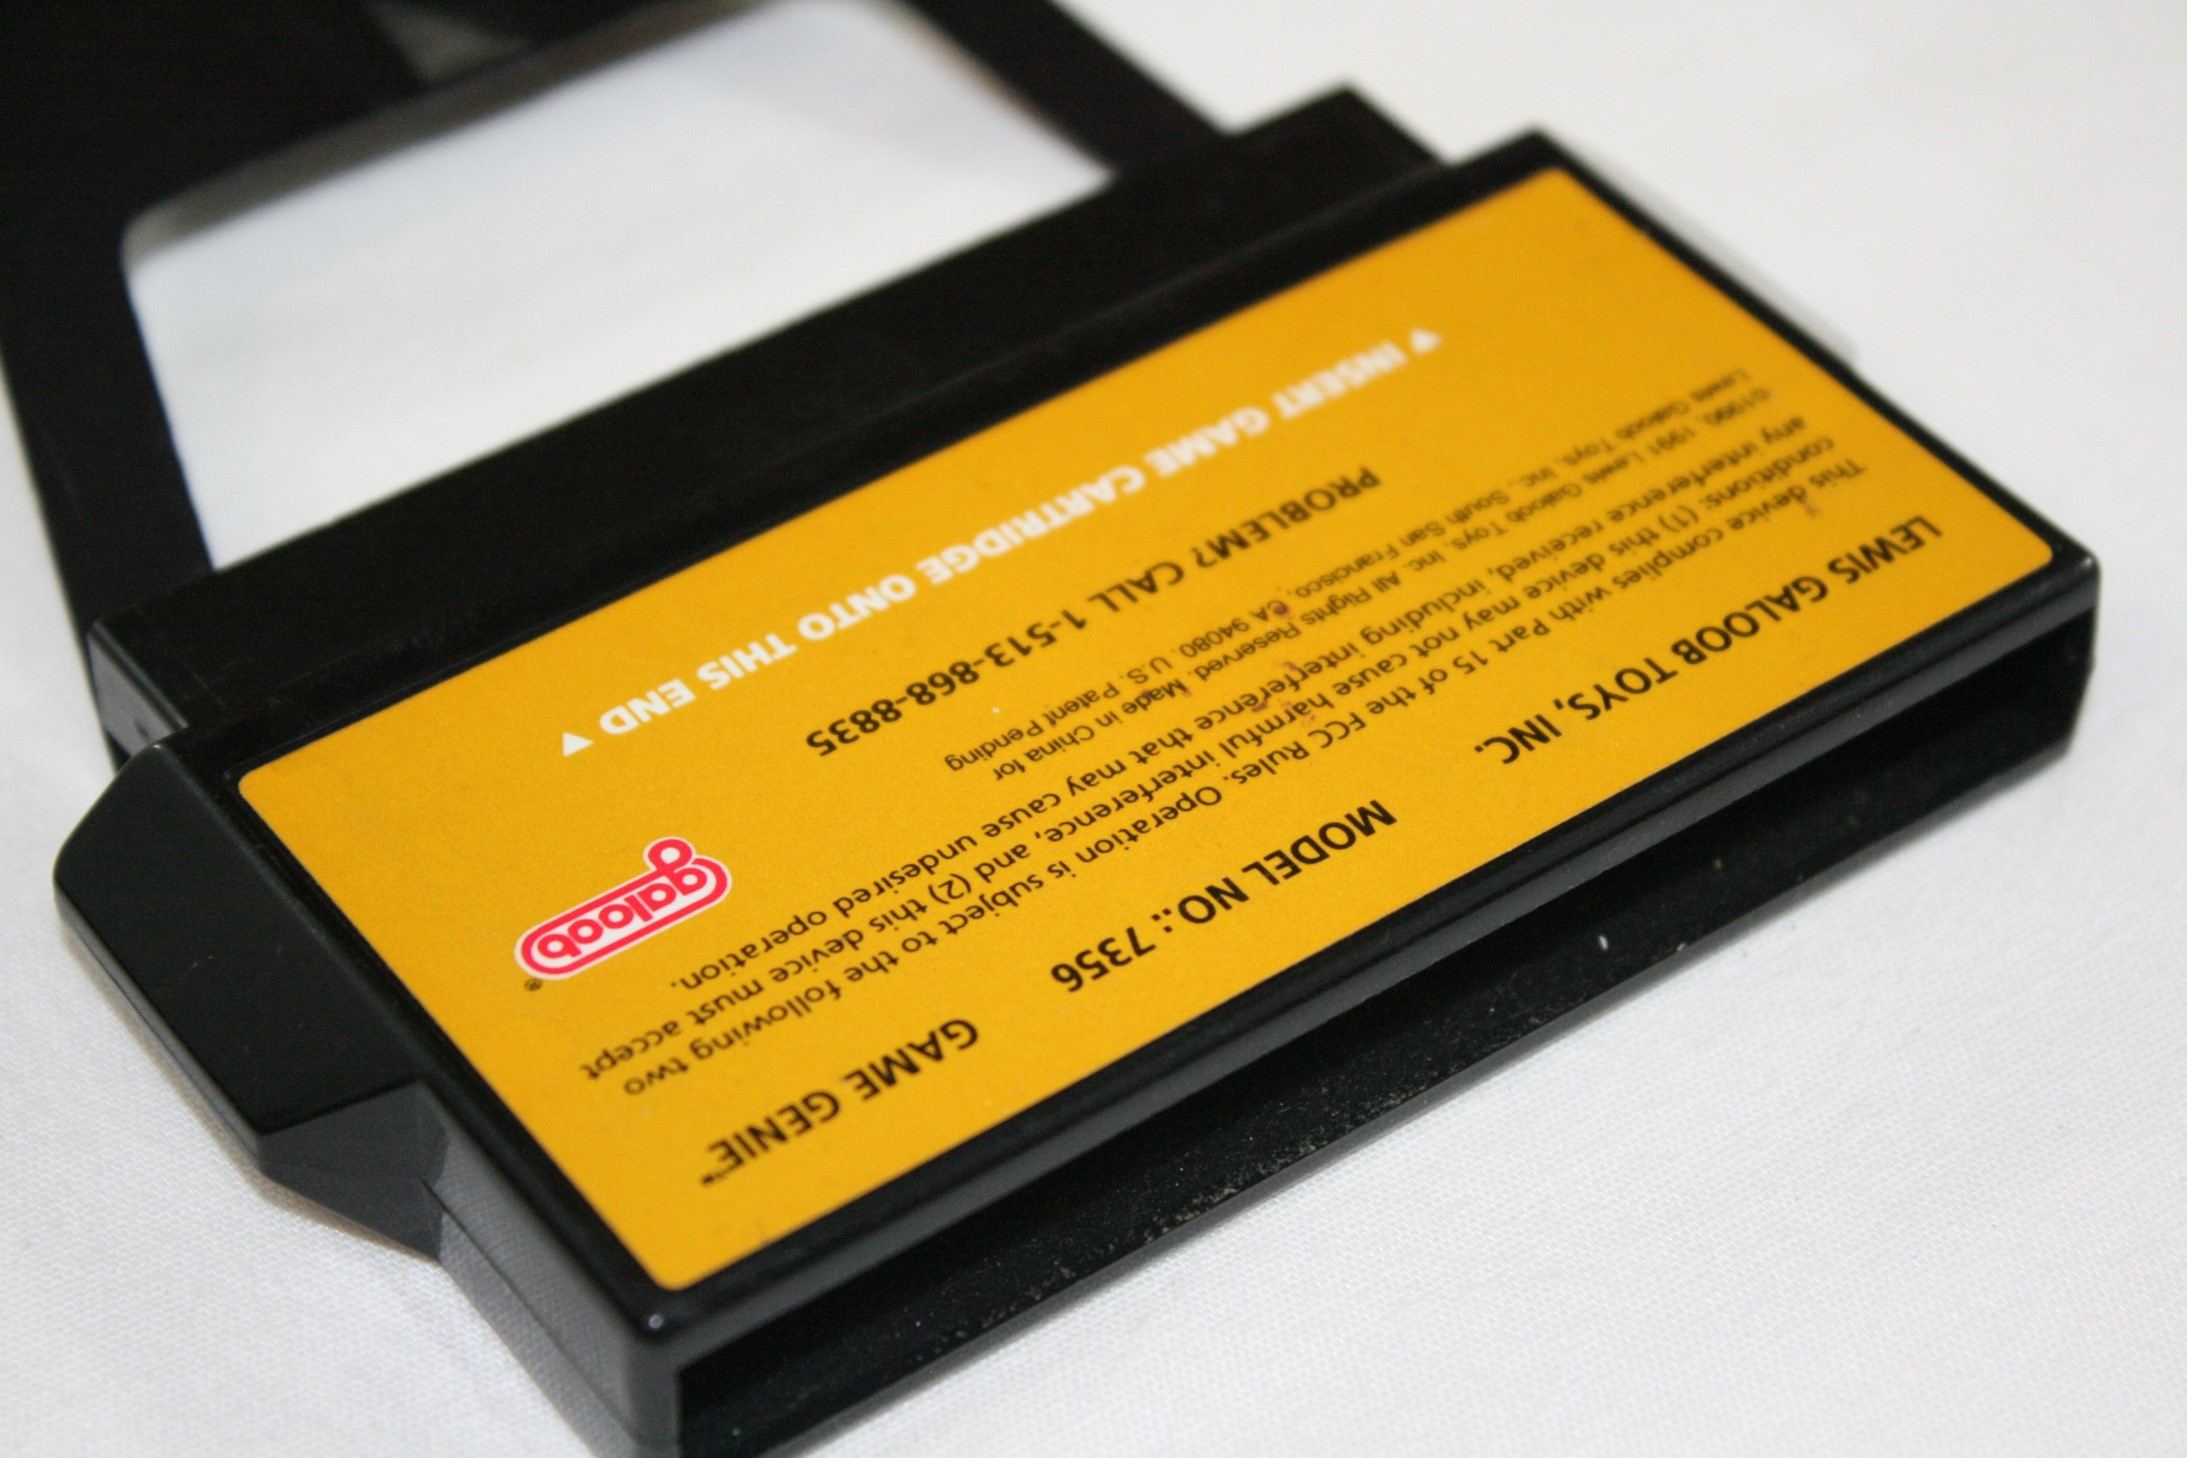 LEWIS GALOOB TOYS, INC. MODEL NO.: 7356 GAME GENIE™
This device complies with Part 15 of the FCC Rules. Operation is subject to the following two
conditions: (1) this device may not cause harmful interference, and (2) this device must accept
any interference received, including interference that may cause undesired operation.
©1990, 1991 Lewis Galoob Toys, Inc. All Rights Reserved. Made in China for
Lewis Galoob Toys, Inc., South San Francisco, CA 94080. U.S. Patent Pending
galoob®
PROBLEM? CALL 1-513-868-8835
▲ INSERT GAME CARTRIDGE ONTO THIS END ▲